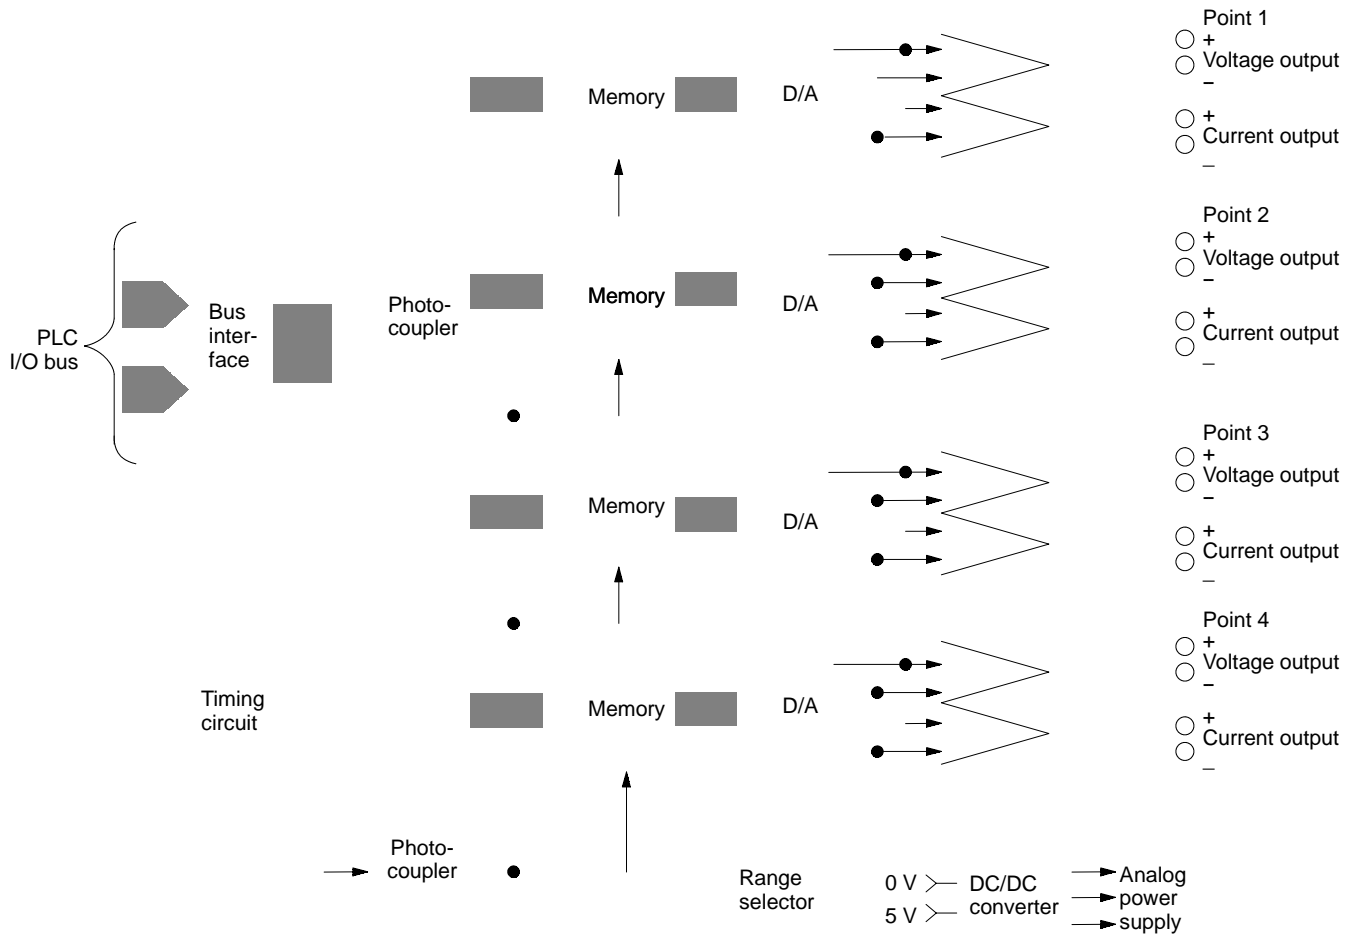 Point 1
+
Voltage output
–
Memory
D/A
+
Current output
–
Point 2
+
Voltage output
–
Photo-
coupler
Memory
D/A
Bus
inter-
face
PLC
I/O bus
+
Current output
–
Point 3
+
Voltage output
–
Memory
D/A
+
Current output
–
Point 4
+
Voltage output
–
Timing
circuit
Memory
D/A
+
Current output
–
Photo-
coupler
Range
selector
0 V
5 V
DC/DC
converter
Analog
power
supply